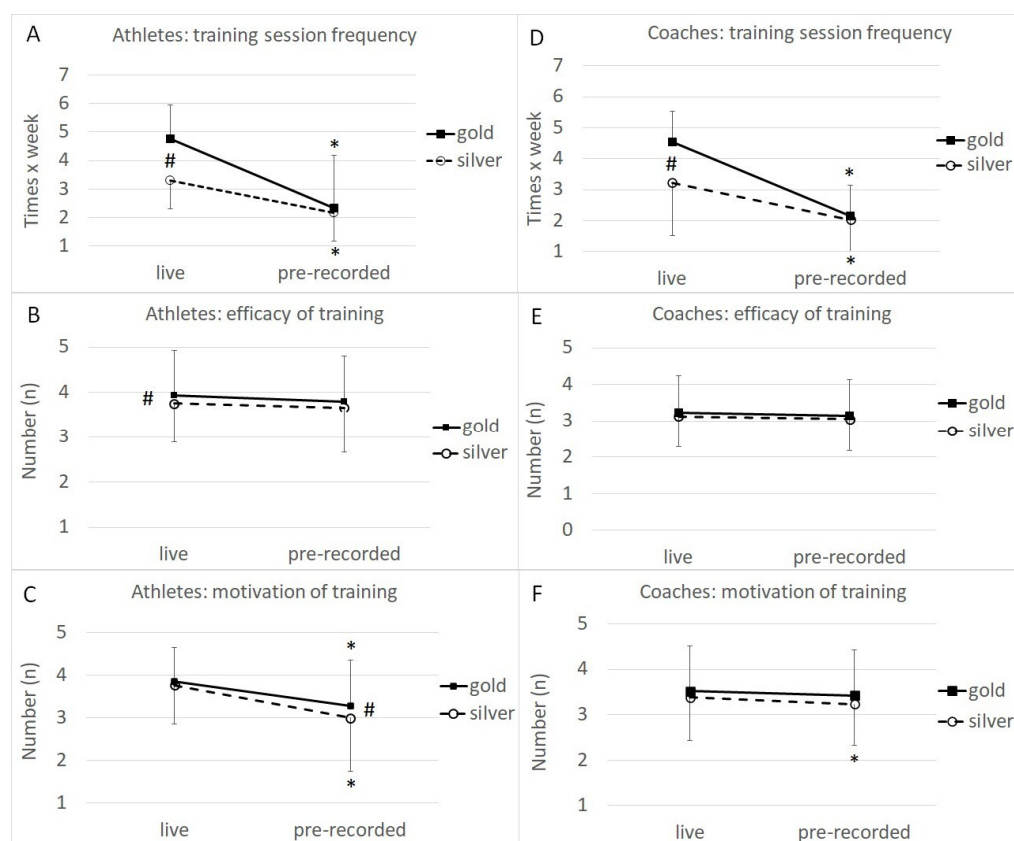 A
Athletes: training session frequency
Times x week
7
6
5
4
3
2
1
#
*
*
gold
silver
live pre-recorded
D
Coaches: training session frequency
Times x week
7
6
5
4
3
2
1
#
*
*
gold
silver
live pre-recorded
B
Athletes: efficacy of training
Number (n)
5
4
3
2
1
#
gold
silver
live pre-recorded
E
Coaches: efficacy of training
Number (n)
5
4
3
2
1
0
gold
silver
live pre-recorded
C
Athletes: motivation of training
Number (n)
5
4
3
2
1
*
#
*
gold
silver
live pre-recorded
F
Coaches: motivation of training
Number (n)
5
4
3
2
1
*
gold
silver
live pre-recorded